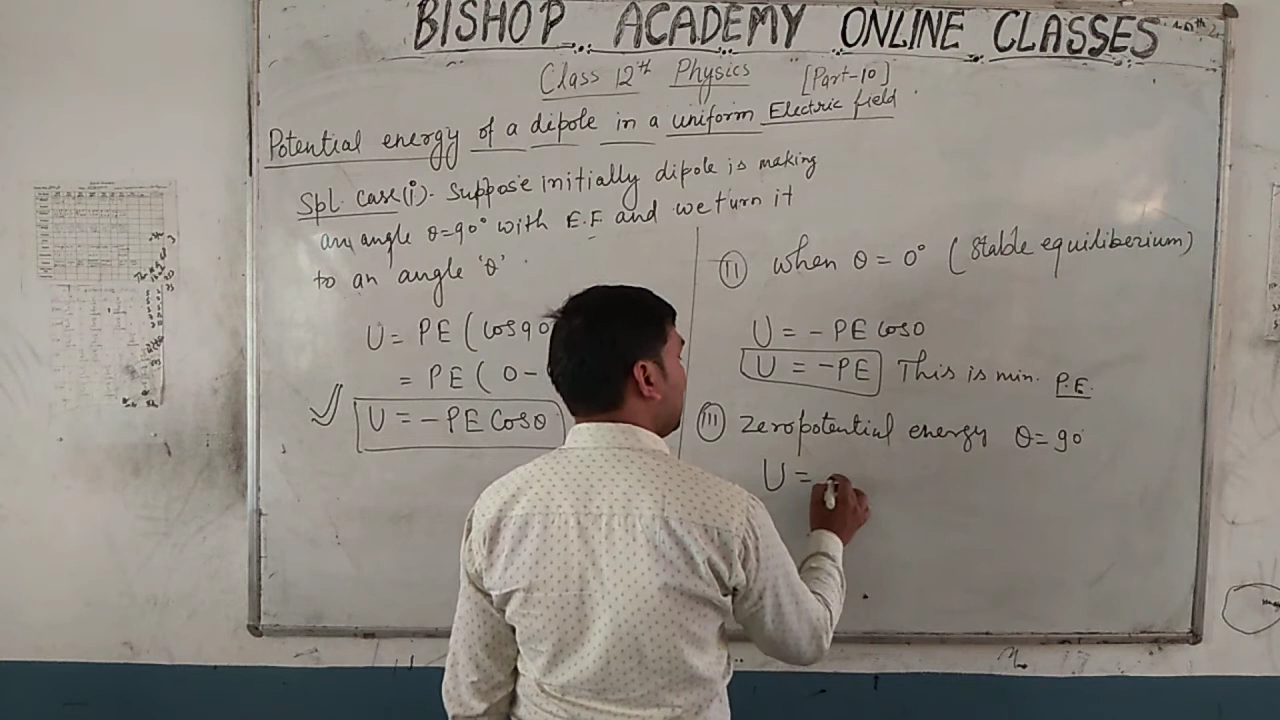 BISHOP ACADEMY ONLINE CLASSES
Class 12th Physics [Part-10]
Potential energy of a dipole in a uniform Electric field
Spl. Case (i). Suppose initially dipole is making
an angle θ=90° with E.F and we turn it
to an angle 'θ'.
U = PE (cos90
= PE ( 0 -
U = -PE Cosθ
(II) when θ = 0° ( Stable equiliberium)
U = - PE Cos0
U = -PE This is min. P.E.
(III) Zero potential energy θ = 90°
U =